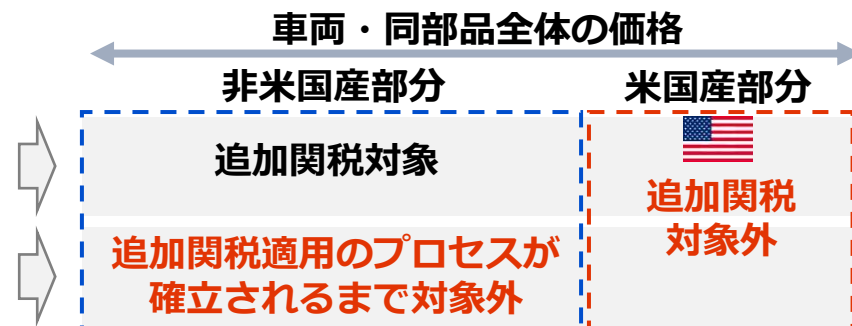 車両・同部品全体の価格
非米国産部分
米国産部分
追加関税対象
追加関税
対象外
追加関税適用のプロセスが
確立されるまで対象外